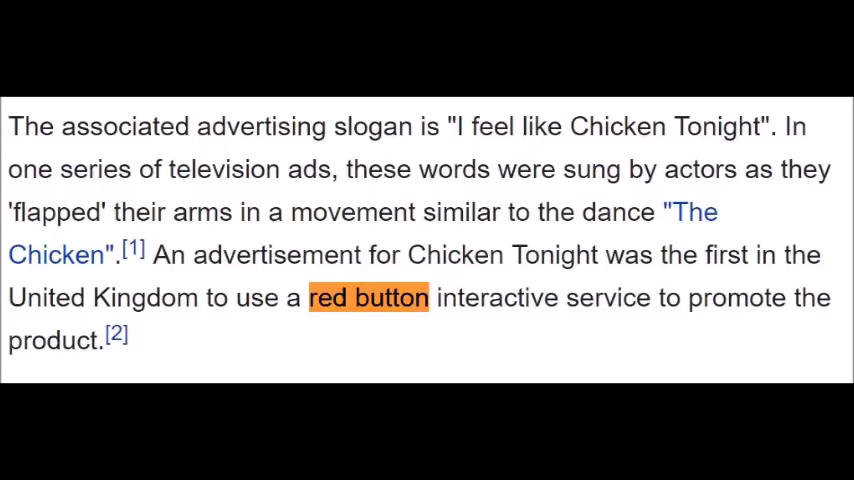 The associated advertising slogan is "I feel like Chicken Tonight". In
one series of television ads, these words were sung by actors as they
'flapped' their arms in a movement similar to the dance "The
Chicken".[1] An advertisement for Chicken Tonight was the first in the
United Kingdom to use a red button interactive service to promote the
product.[2]